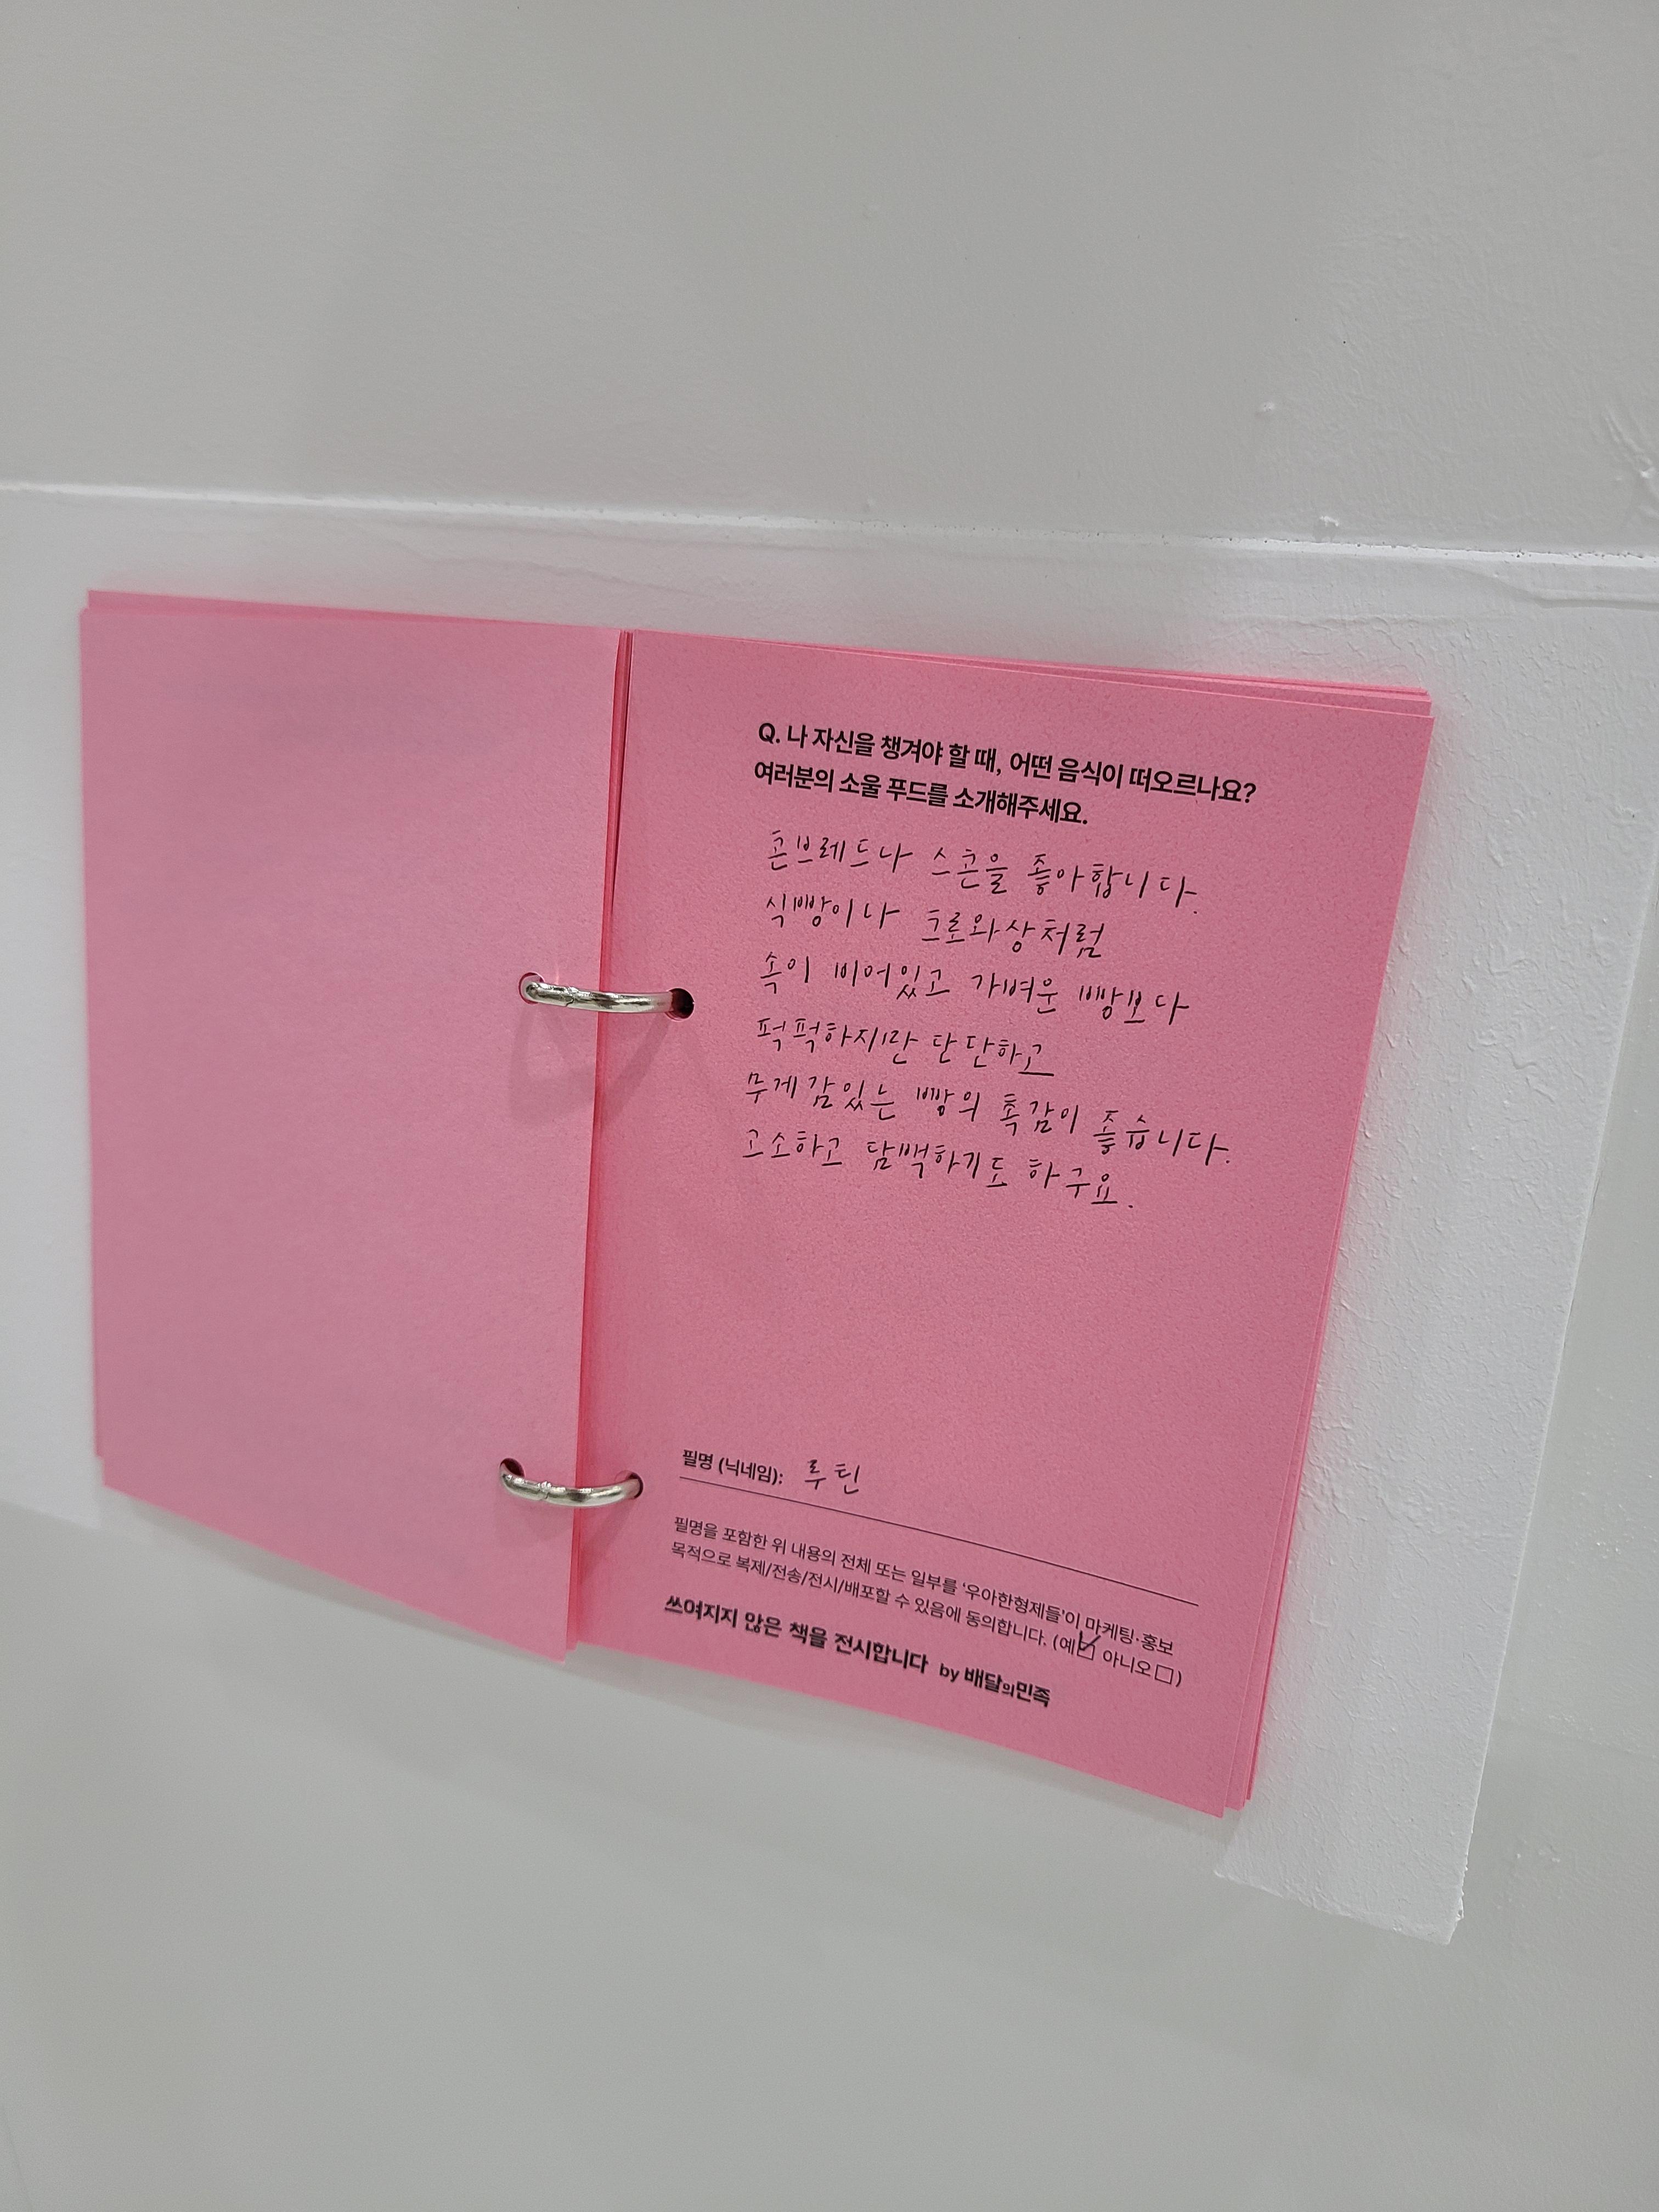 Q. 나 자신을 챙겨야 할 때, 어떤 음식이 떠오르나요?
여러분의 소울 푸드를 소개해주세요.
콘브레드나 스콘을 좋아합니다.
식빵이나 크로와상처럼
속이 비어있고 가벼운 빵보다
퍽퍽하지만 단단하고
무게감있는 빵의 촉감이 좋습니다.
고소하고 담백하기도 하구요.
필명 (닉네임): 루틴
필명을 포함한 위 내용의 전체 또는 일부를 '우아한형제들'이 마케팅·홍보
목적으로 복제/전송/전시/배포할 수 있음에 동의합니다. (예☑ 아니오☐)
쓰여지지 않은 책을 전시합니다 by 배달의민족